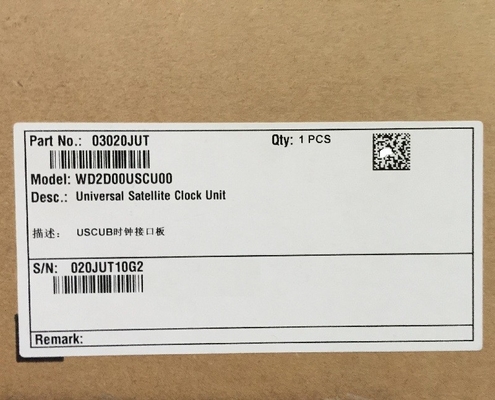 Part No.: 03020JUT Qty: 1 PCS
Model: WD2D00USCU00
Desc.: Universal Satellite Clock Unit
描述: USCUB时钟接口板
S/N: 020JUT10G2
Remark: